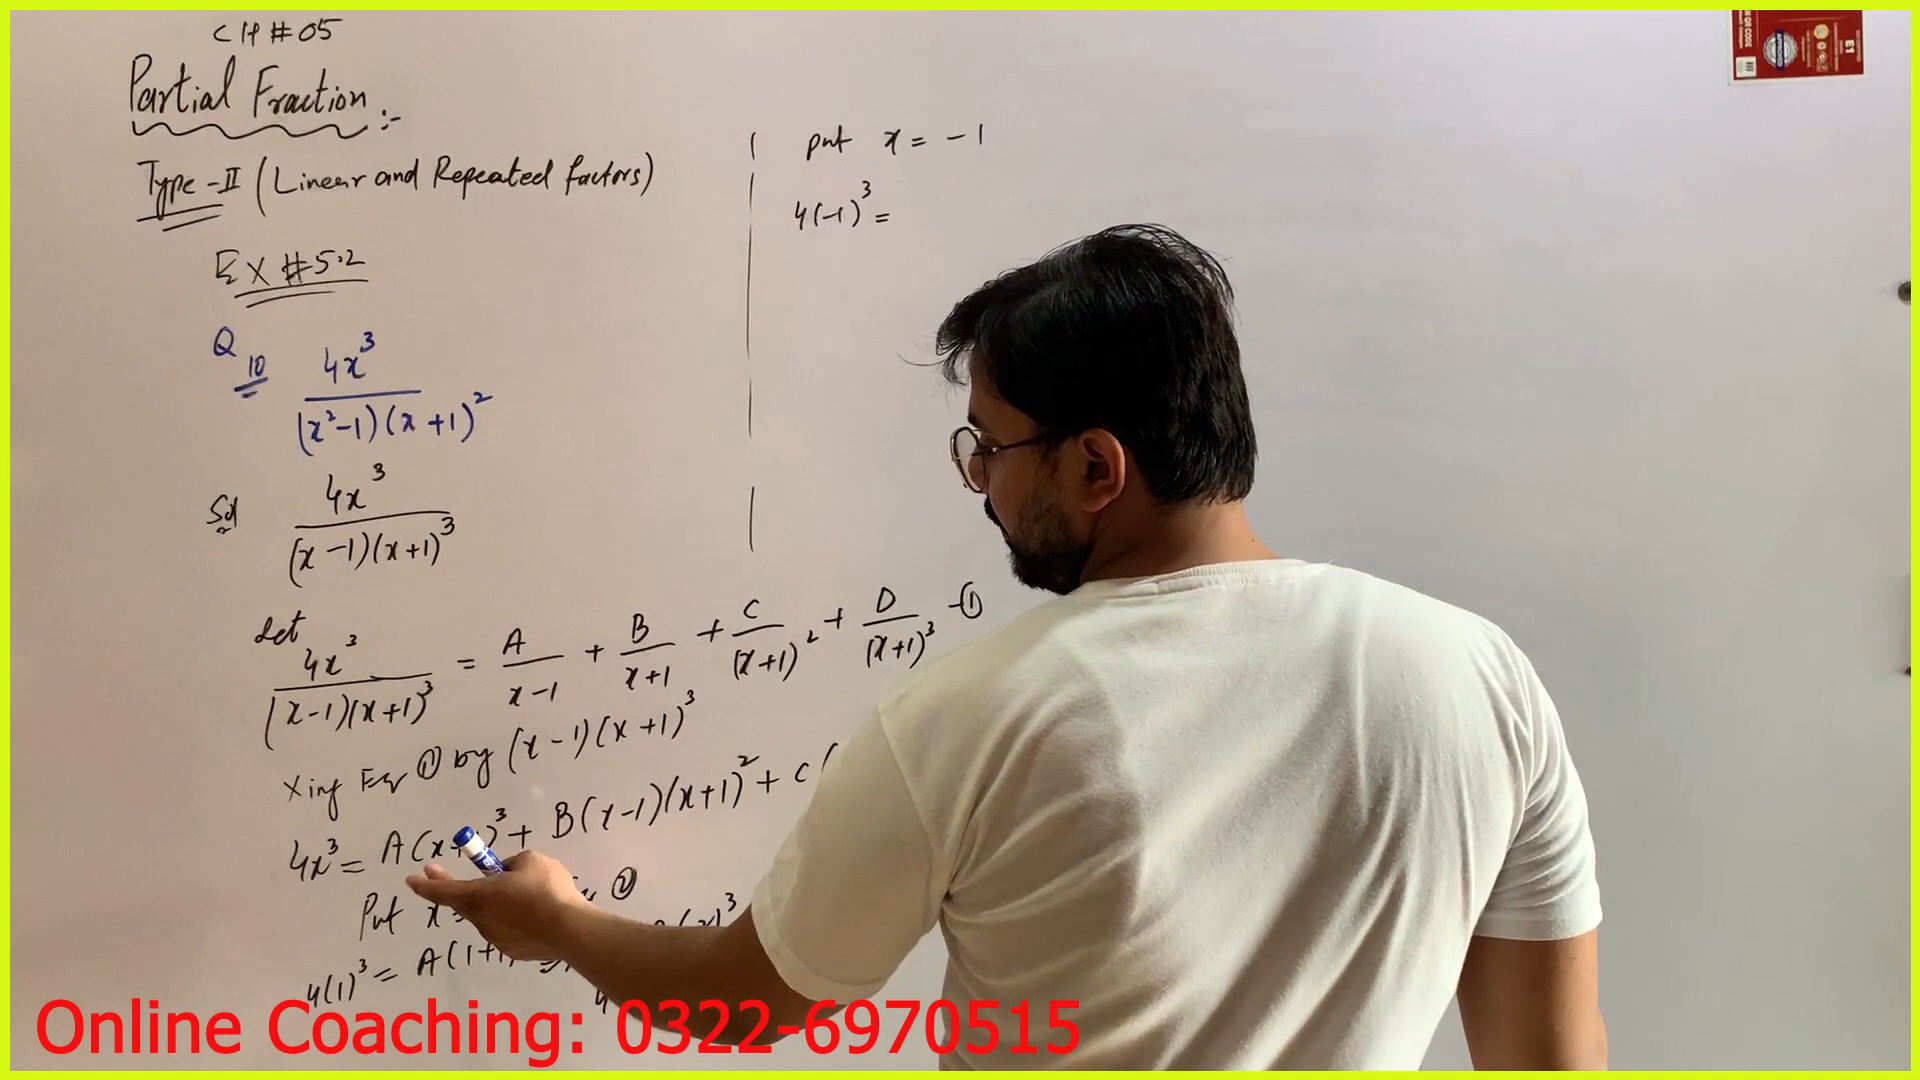 CH#05
Partial Fraction:-
Type-II (Linear and Repeated factors)
EX #5.2
Q 10 4x³
(x²-1)(x+1)²
Sol 4x³
(x-1)(x+1)³
Let
4x³/(x-1)(x+1)³ = A/x-1 + B/x+1 + C/(x+1)² + D/(x+1)³ -①
Xing Eq ① by (x-1)(x+1)³
4x³ = A(x+ )³ + B(x-1)(x+1)² + C(
Put x= ②
4(1)³ = A(1+
put x = -1
4(-1)³ =
Online Coaching: 0322-6970515